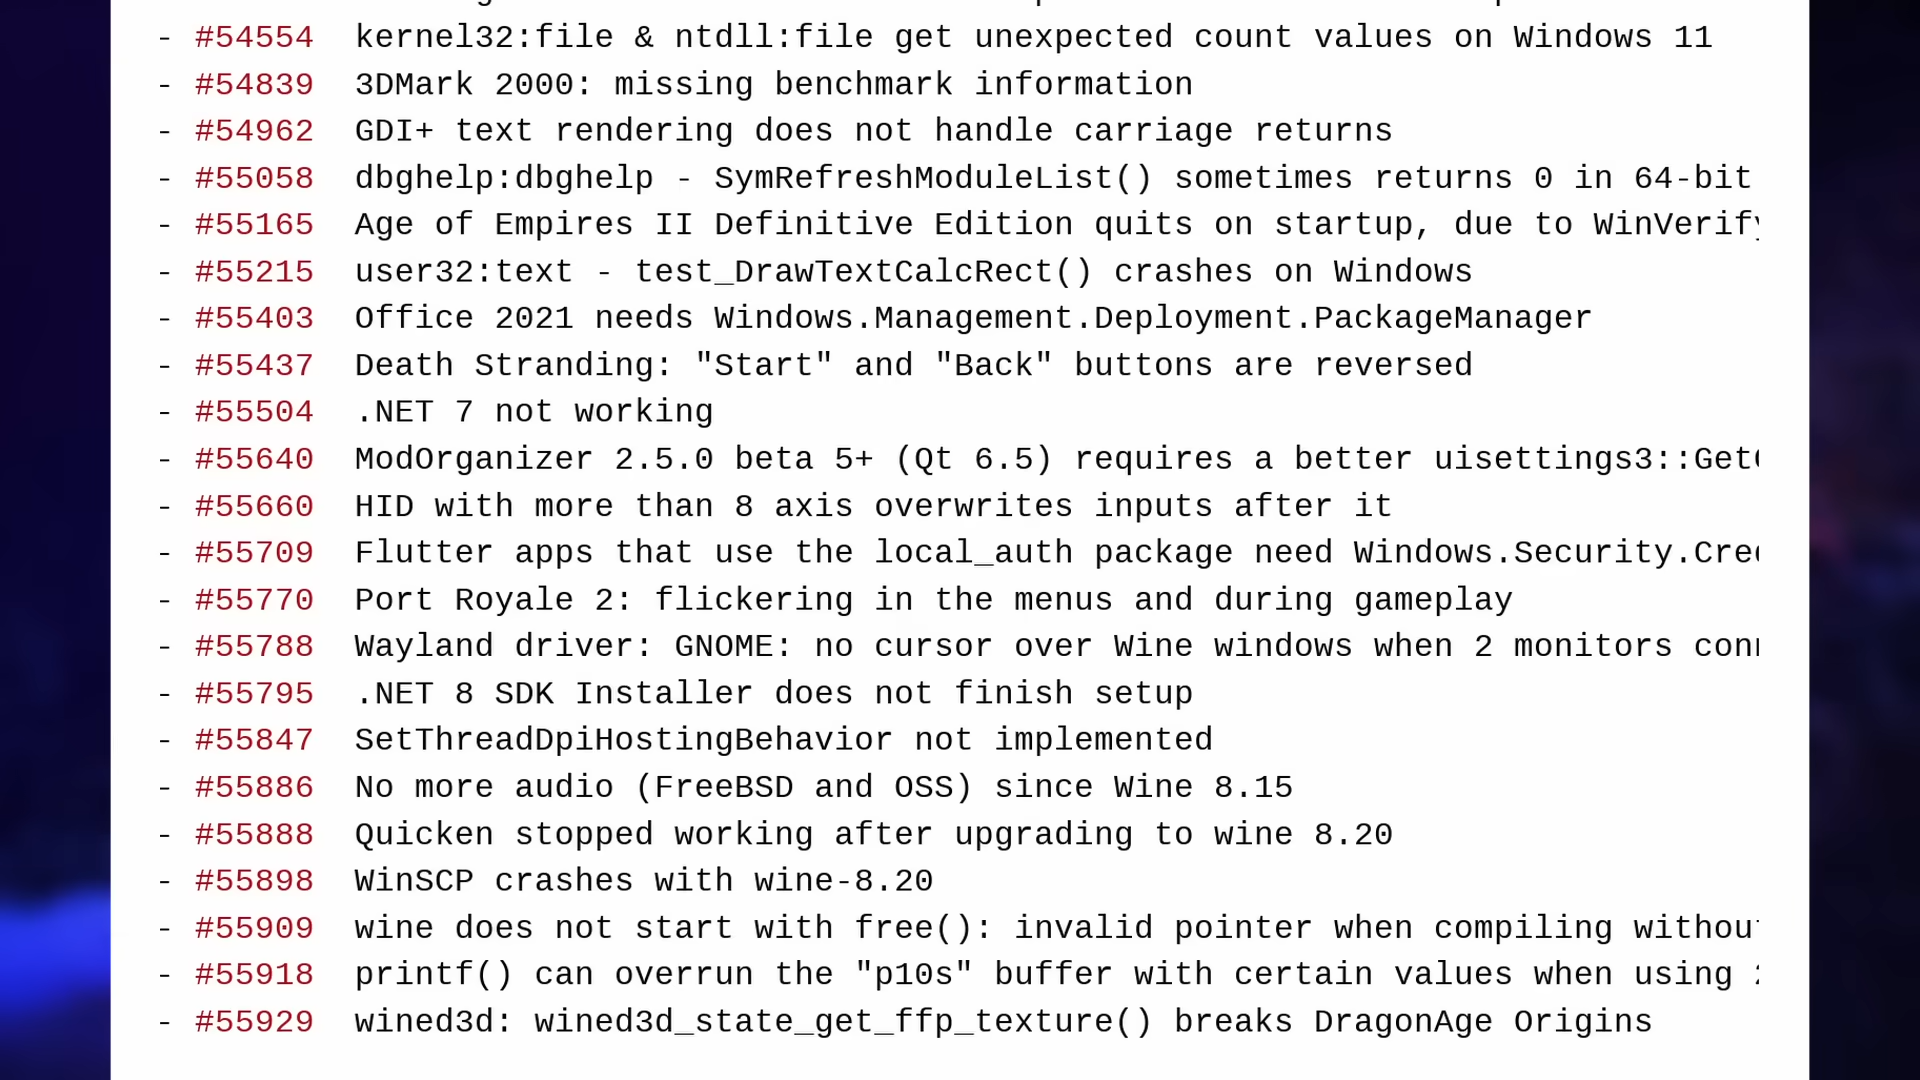 - #54554 kernel32:file & ntdll:file get unexpected count values on Windows 11
- #54839 3DMark 2000: missing benchmark information
- #54962 GDI+ text rendering does not handle carriage returns
- #55058 dbghelp:dbghelp - SymRefreshModuleList() sometimes returns 0 in 64-bit
- #55165 Age of Empires II Definitive Edition quits on startup, due to WinVerify
- #55215 user32:text - test_DrawTextCalcRect() crashes on Windows
- #55403 Office 2021 needs Windows.Management.Deployment.PackageManager
- #55437 Death Stranding: "Start" and "Back" buttons are reversed
- #55504 .NET 7 not working
- #55640 ModOrganizer 2.5.0 beta 5+ (Qt 6.5) requires a better uisettings3::Get
- #55660 HID with more than 8 axis overwrites inputs after it
- #55709 Flutter apps that use the local_auth package need Windows.Security.Cre
- #55770 Port Royale 2: flickering in the menus and during gameplay
- #55788 Wayland driver: GNOME: no cursor over Wine windows when 2 monitors con
- #55795 .NET 8 SDK Installer does not finish setup
- #55847 SetThreadDpiHostingBehavior not implemented
- #55886 No more audio (FreeBSD and OSS) since Wine 8.15
- #55888 Quicken stopped working after upgrading to wine 8.20
- #55898 WinSCP crashes with wine-8.20
- #55909 wine does not start with free(): invalid pointer when compiling without
- #55918 printf() can overrun the "p10s" buffer with certain values when using
- #55929 wined3d: wined3d_state_get_ffp_texture() breaks DragonAge Origins